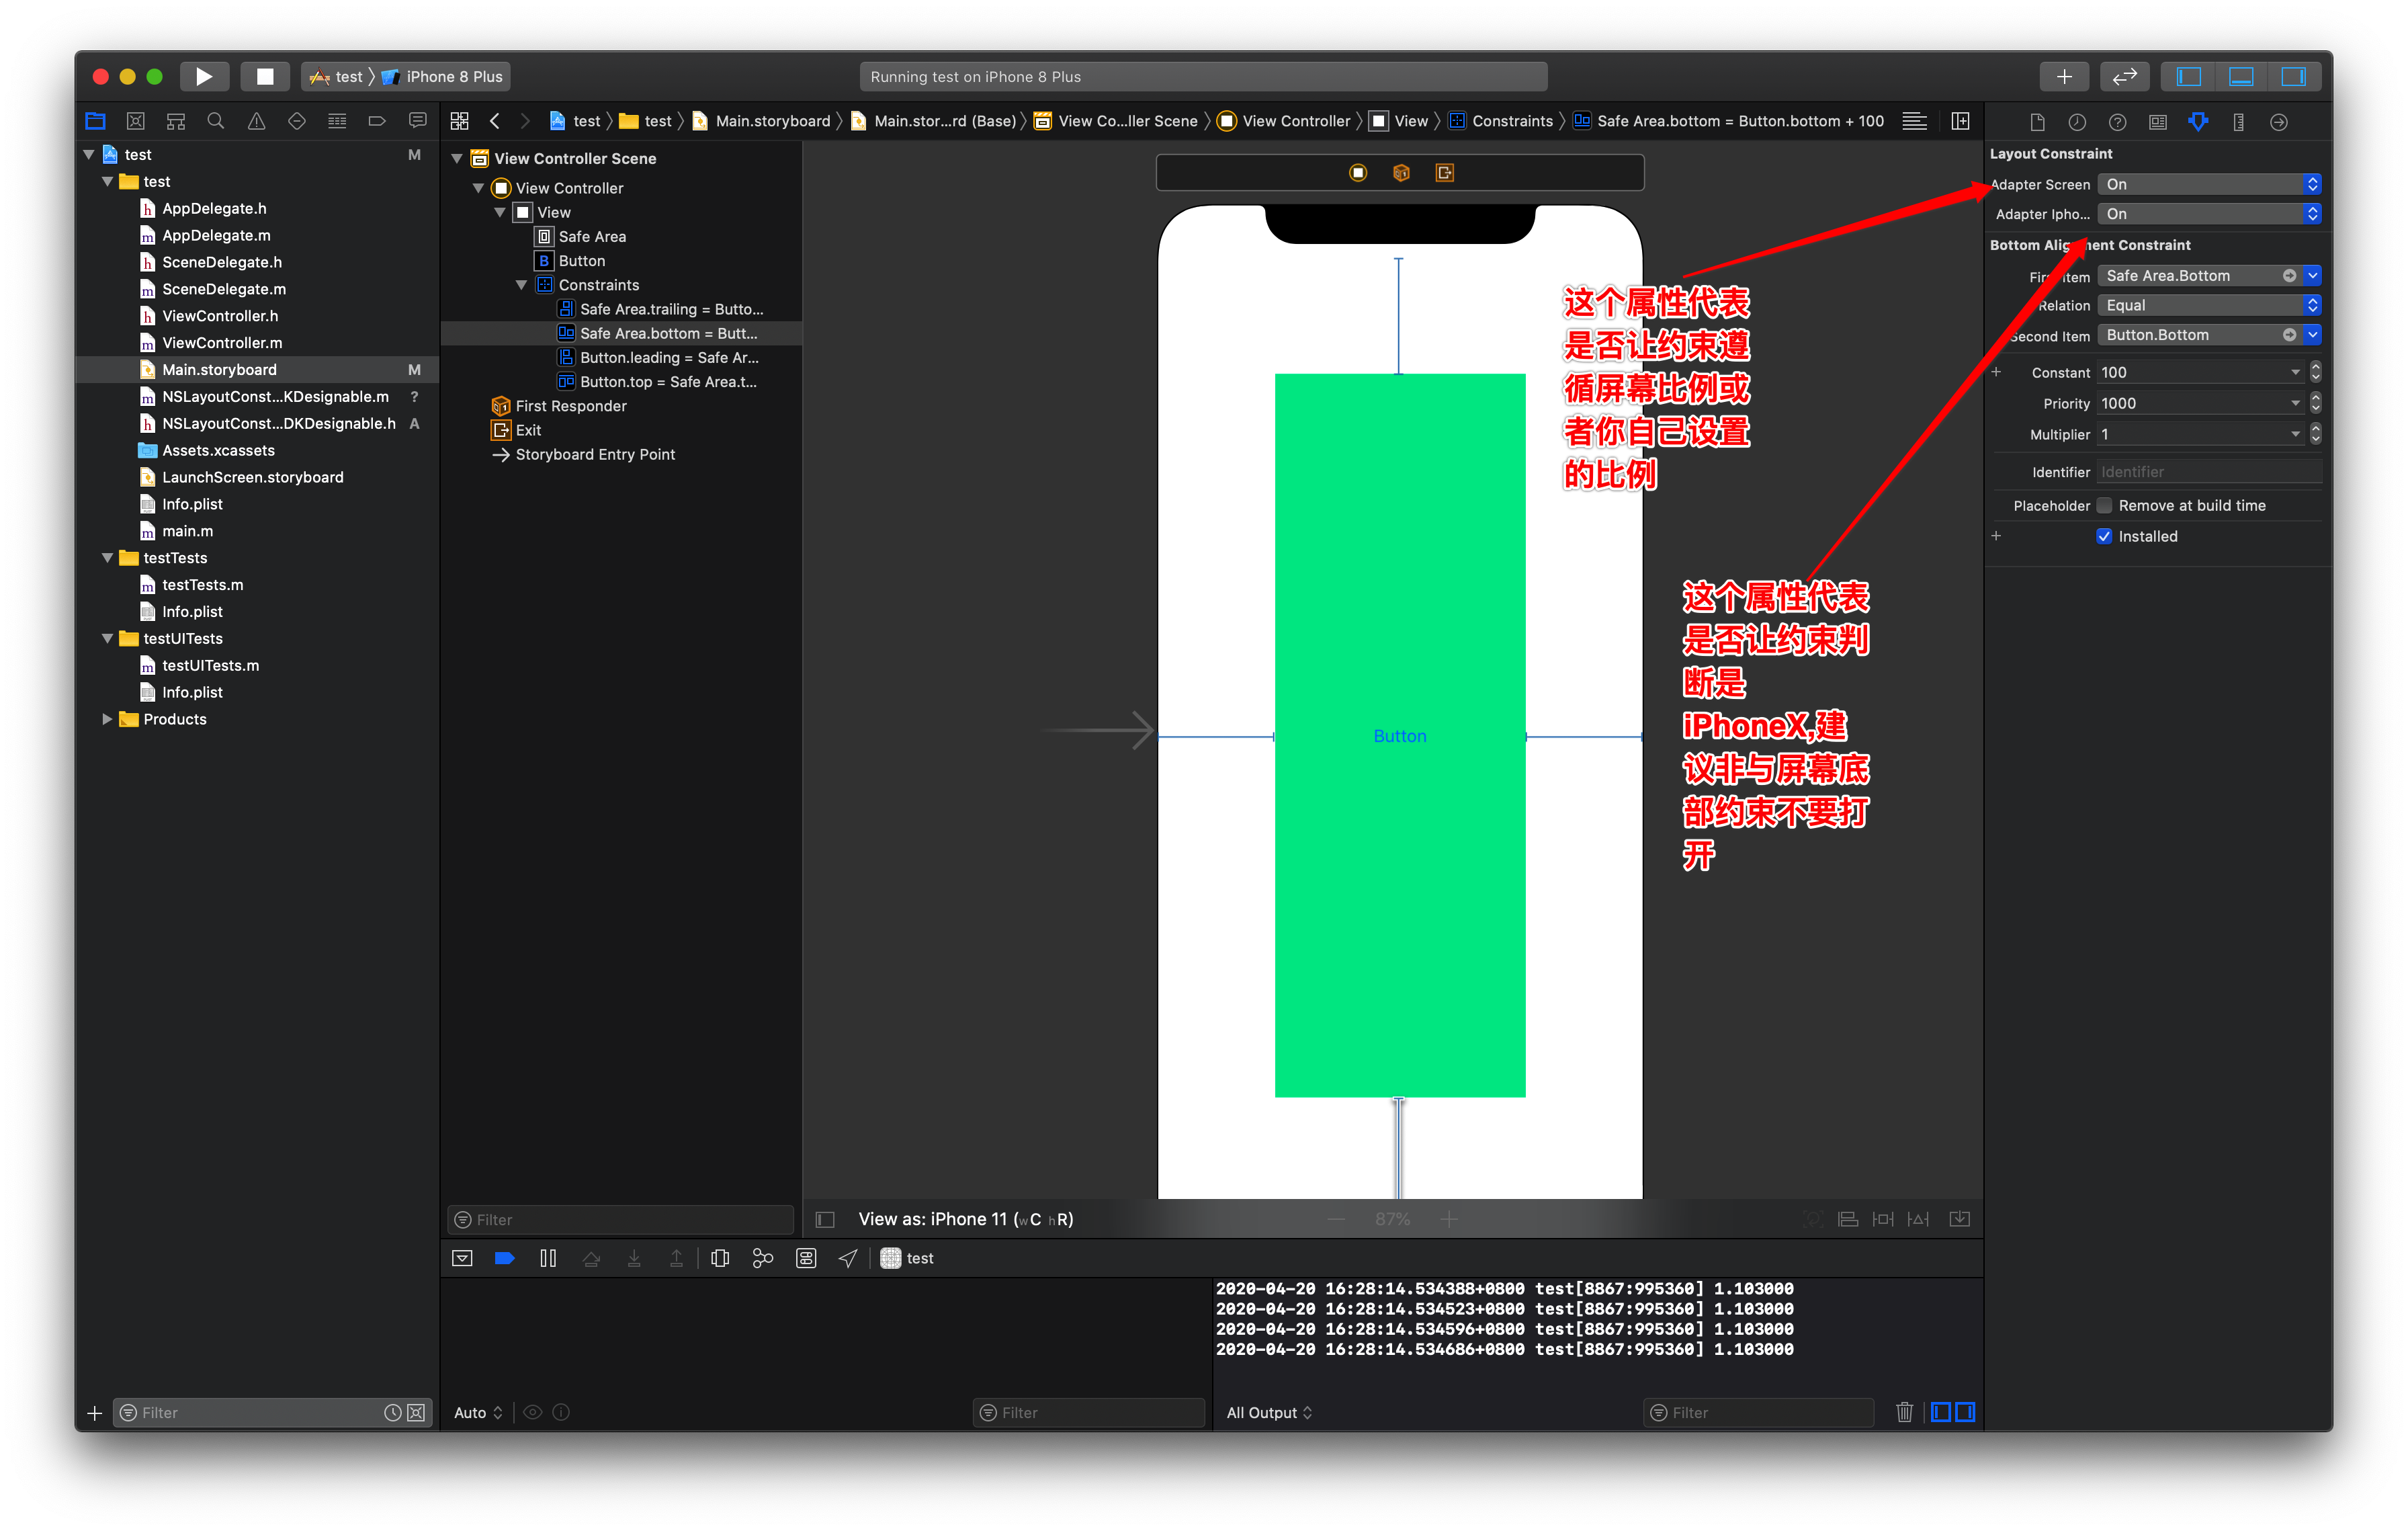 test 〉 iPhone 8 Plus
Running test on iPhone 8 Plus
test 〉 test 〉 Main.storyboard 〉 Main.stor...rd (Base) 〉 View Co...ller Scene 〉 View Controller 〉 View 〉 Constraints 〉 Safe Area.bottom = Button.bottom + 100
test M
test
AppDelegate.h
AppDelegate.m
SceneDelegate.h
SceneDelegate.m
ViewController.h
ViewController.m
Main.storyboard M
NSLayoutConst...KDesignable.m ?
NSLayoutConst...DKDesignable.h A
Assets.xcassets
LaunchScreen.storyboard
Info.plist
main.m
testTests
testTests.m
Info.plist
testUITests
testUITests.m
Info.plist
Products
Filter
View Controller Scene
View Controller
View
Safe Area
B Button
Constraints
Safe Area.trailing = Butto...
Safe Area.bottom = Butt...
Button.leading = Safe Ar...
Button.top = Safe Area.t...
First Responder
Exit
Storyboard Entry Point
Filter
Button
这个属性代表
是否让约束遵
循屏幕比例或
者你自己设置
的比例
这个属性代表
是否让约束判
断是
iPhoneX,建
议非与屏幕底
部约束不要打
开
View as: iPhone 11 (wC hR)
87%
Layout Constraint
Adapter Screen On
Adapter Ipho... On
Bottom Alignment Constraint
First Item Safe Area.Bottom
Relation Equal
Second Item Button.Bottom
Constant 100
Priority 1000
Multiplier 1
Identifier Identifier
Placeholder Remove at build time
Installed
test
2020-04-20 16:28:14.534388+0800 test[8867:995360] 1.103000
2020-04-20 16:28:14.534523+0800 test[8867:995360] 1.103000
2020-04-20 16:28:14.534596+0800 test[8867:995360] 1.103000
2020-04-20 16:28:14.534686+0800 test[8867:995360] 1.103000
Auto
Filter
All Output
Filter